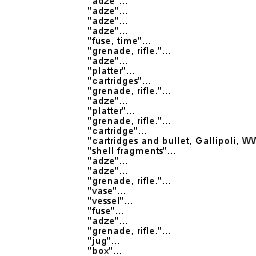 "adze"...
"adze"...
"adze"...
"adze"...
"fuse, time"...
"grenade, rifle."...
"adze"...
"platter"...
"cartridges"...
"grenade, rifle."...
"adze"...
"platter"...
"grenade, rifle."...
"cartridge"...
"cartridges and bullet, Gallipoli, WW
"shell fragments"...
"adze"...
"adze"...
"grenade, rifle."...
"vase"...
"vessel"...
"fuse"...
"adze"...
"grenade, rifle."...
"jug"...
"box"...